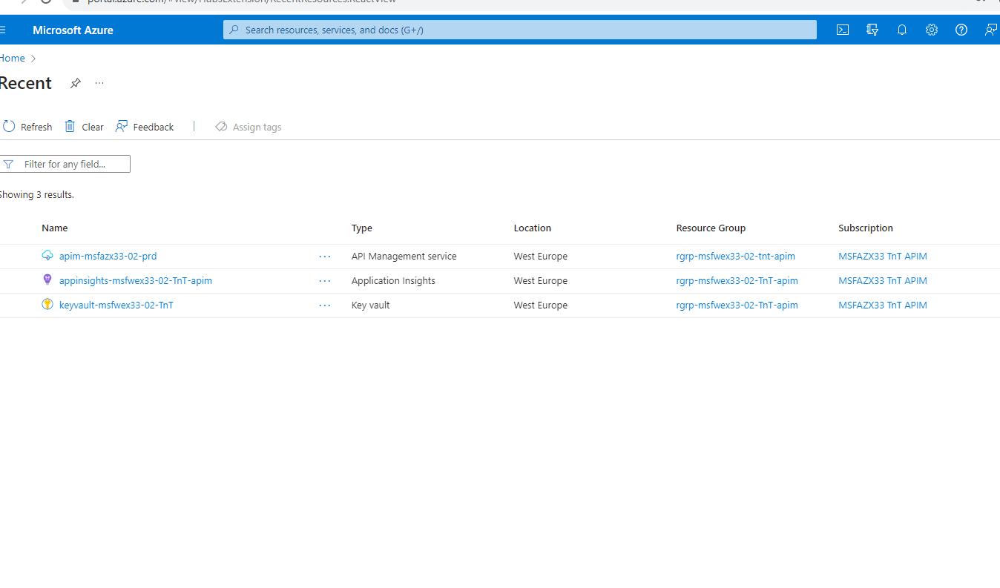 portal.azure.com/#view/HubsExtension/RecentResources.ReactView
Microsoft Azure
Search resources, services, and docs (G+/)
Home
Recent
Refresh Clear Feedback Assign tags
Filter for any field...
Showing 3 results.
Name Type Location Resource Group Subscription
apim-msfazx33-02-prd API Management service West Europe rgrp-msfwex33-02-tnt-apim MSFAZX33 TnT APIM
appinsights-msfwex33-02-TnT-apim Application Insights West Europe rgrp-msfwex33-02-TnT-apim MSFAZX33 TnT APIM
keyvault-msfwex33-02-TnT Key vault West Europe rgrp-msfwex33-02-TnT-apim MSFAZX33 TnT APIM